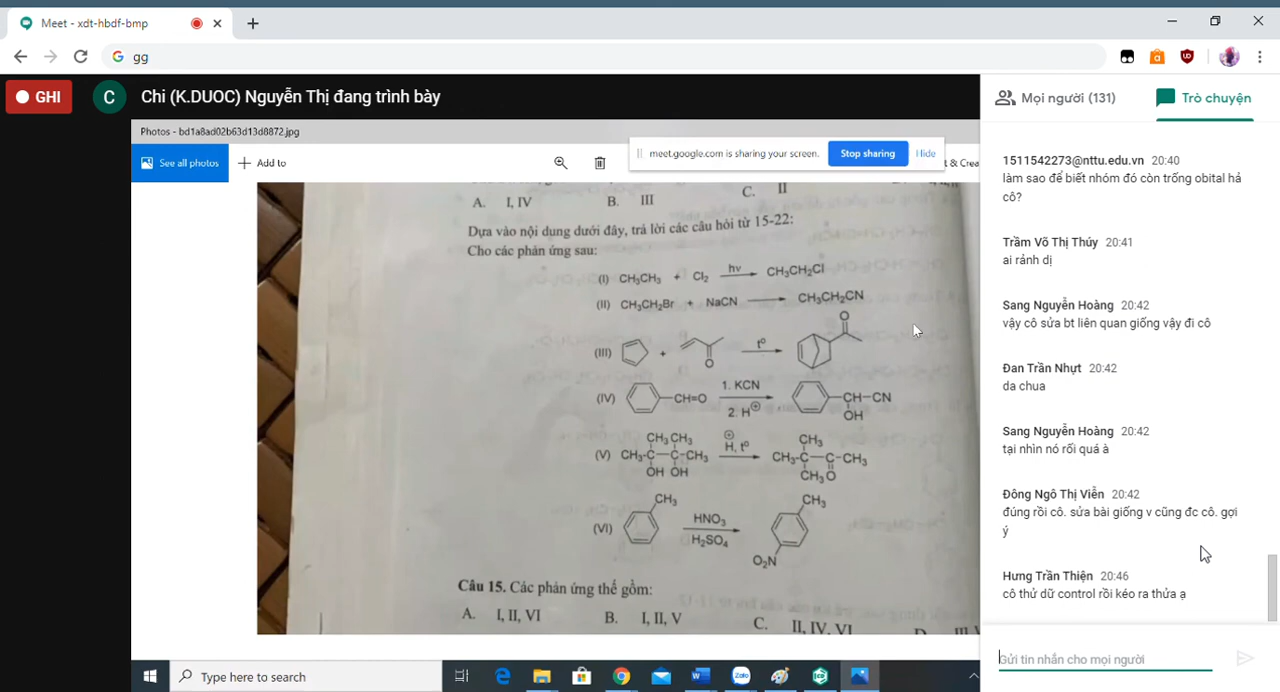 Meet - xdt-hbdf-bmp
gg
GHI
C
Chi (K.DUOC) Nguyễn Thị đang trình bày
Mọi người (131)
Trò chuyện
Photos - bd1a8ad02b63d13d8872.jpg
See all photos
Add to
meet.google.com is sharing your screen.
Stop sharing
Hide
t & Crea
A. I, IV B. III C. II
Dựa vào nội dung dưới đây, trả lời các câu hỏi từ 15-22:
Cho các phản ứng sau:
(I) CH₃CH₃ + Cl₂ hv CH₃CH₂Cl
(II) CH₃CH₂Br + NaCN CH₃CH₂CN
(III) + O t° O
(IV) CH=O 1. KCN 2. H⊕ CH-CN OH
(V) CH₃CH₃ CH₃-C-C-CH₃ OH OH H⊕, t° CH₃ CH₃-C-C-CH₃ CH₃O
(VI) CH₃ HNO₃ H₂SO₄ CH₃ O₂N
Câu 15. Các phản ứng thế gồm:
A. I, II, VI B. I, II, V C. II, IV, VI
1511542273@nttu.edu.vn 20:40
làm sao để biết nhóm đó còn trống obital hả
cô?
Trầm Võ Thị Thúy 20:41
ai rảnh dị
Sang Nguyễn Hoàng 20:42
vậy cô sửa bt liên quan giống vậy đi cô
Đan Trần Nhựt 20:42
da chua
Sang Nguyễn Hoàng 20:42
tại nhìn nó rối quá à
Đông Ngô Thị Viễn 20:42
đúng rồi cô. sửa bài giống v cũng đc cô. gợi
ý
Hưng Trần Thiện 20:46
cô thử dữ control rồi kéo ra thửa ạ
Gửi tin nhắn cho mọi người
Type here to search
Zalo